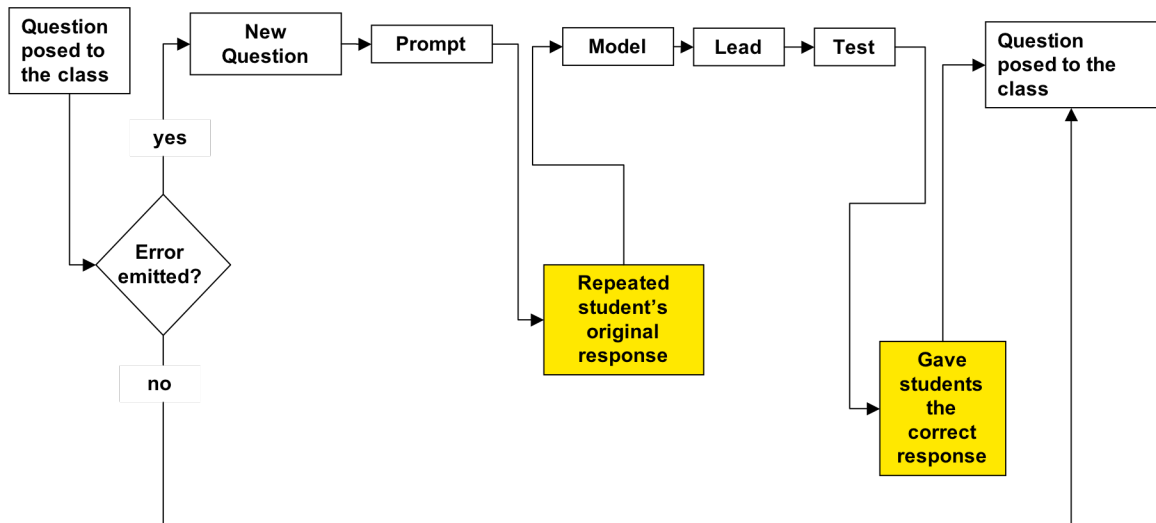 Question
posed to
the class
New
Question
Prompt
Model
Lead
Test
Question
posed to the
class
yes
Error
emitted?
Repeated
student’s
original
response
Gave
students
the
correct
response
no